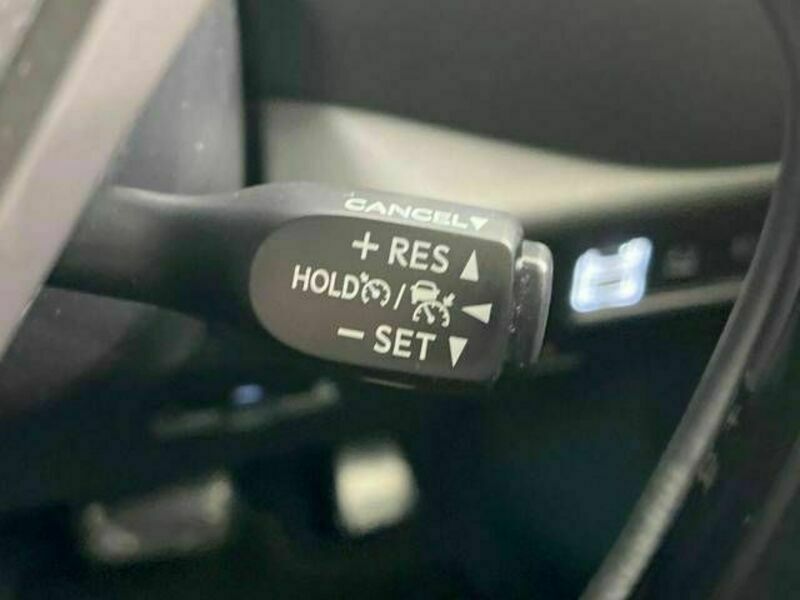 CANCEL▼
+ RES ▲
HOLD / ◀
− SET ▼